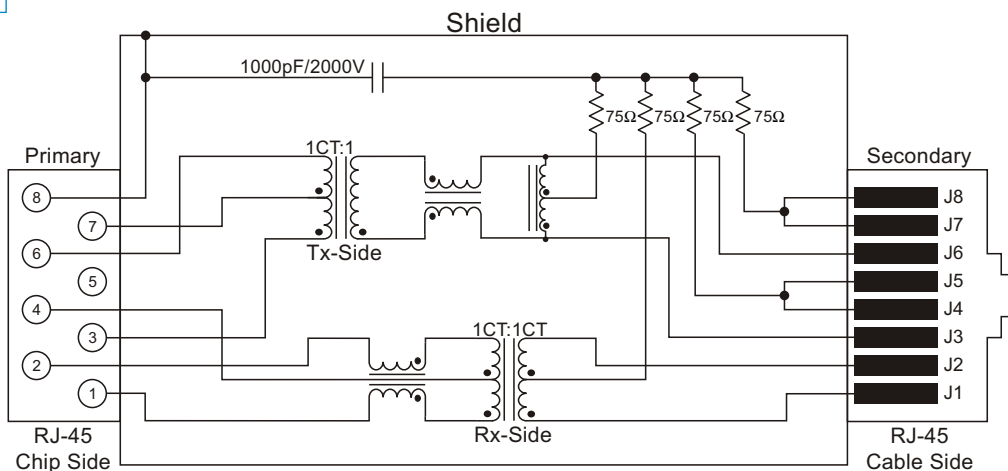 Shield
1000pF/2000V
75Ω 75Ω 75Ω 75Ω
Primary
1CT:1
Secondary
8
J8
7
J7
6
Tx-Side
J6
5
J5
4
J4
3
1CT:1CT
J3
2
J2
1
J1
RJ-45
Chip Side
Rx-Side
RJ-45
Cable Side